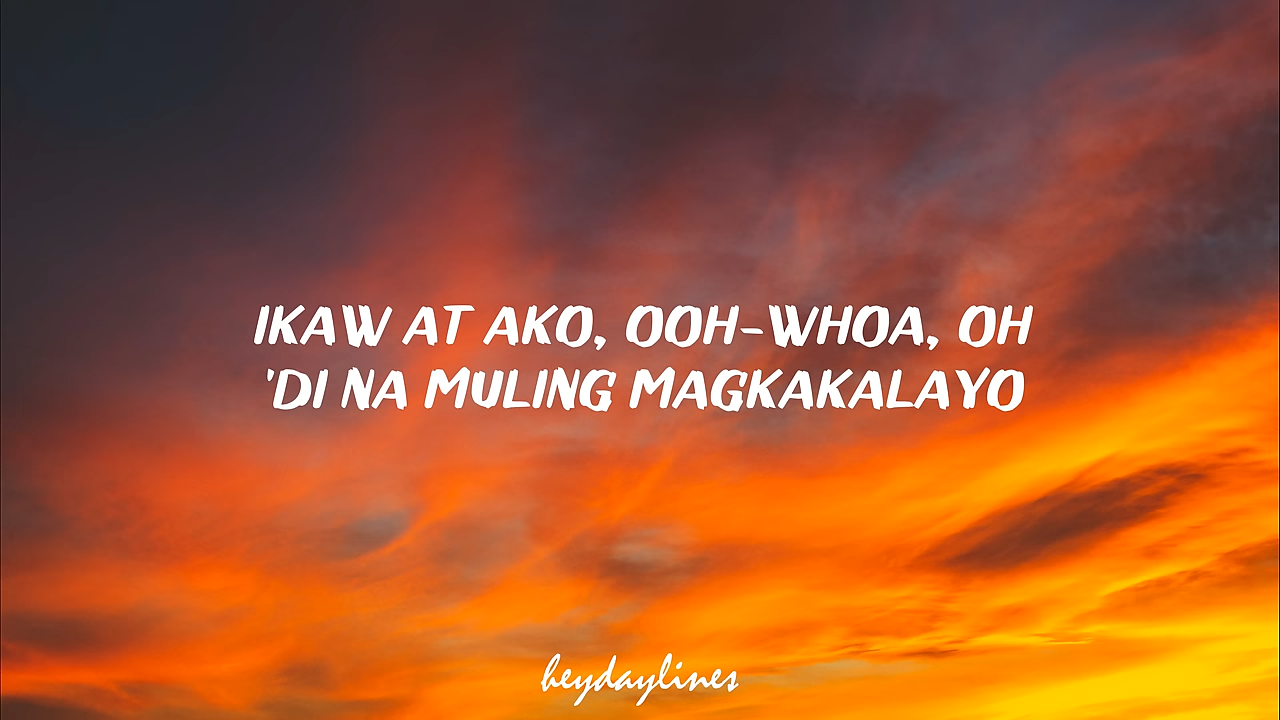 IKAW AT AKO, OOH-WHOA, OH
'DI NA MULING MAGKAKALAYO
heydaylines